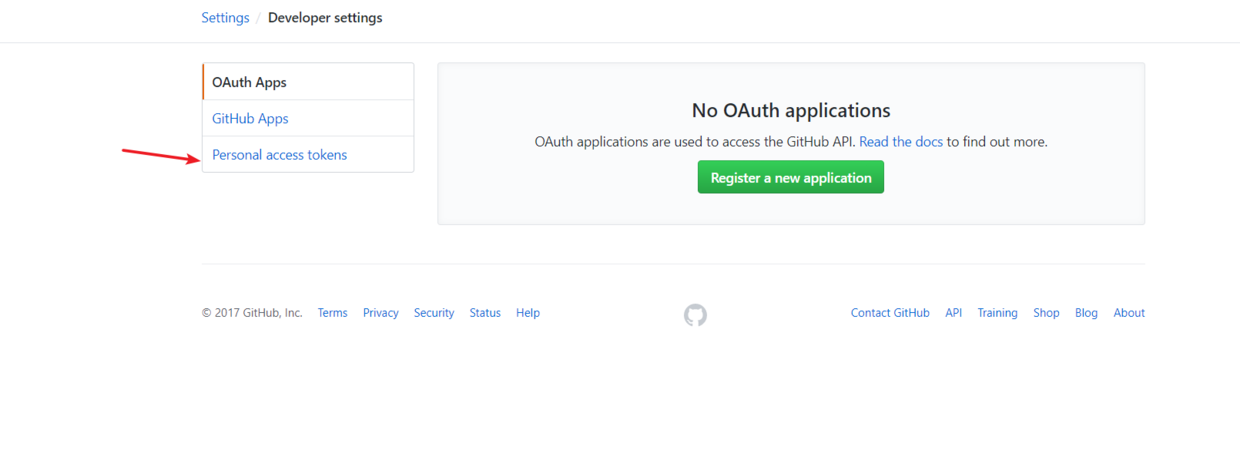 Settings / Developer settings
OAuth Apps
GitHub Apps
Personal access tokens
No OAuth applications
OAuth applications are used to access the GitHub API. Read the docs to find out more.
Register a new application
© 2017 GitHub, Inc. Terms Privacy Security Status Help Contact GitHub API Training Shop Blog About